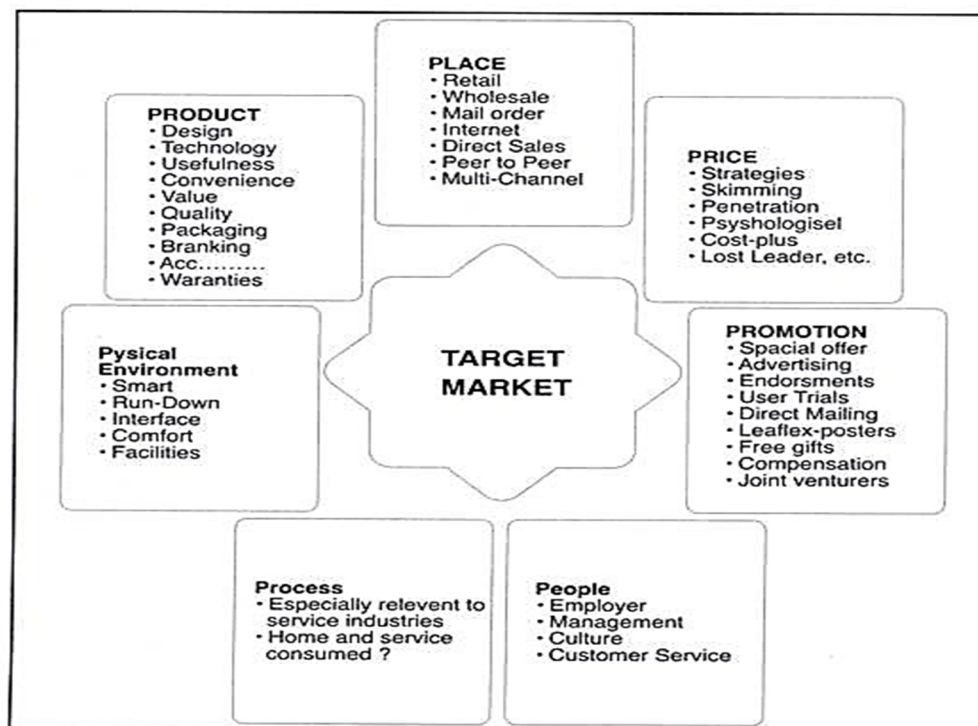 PLACE
• Retail
• Wholesale
• Mail order
• Internet
• Direct Sales
• Peer to Peer
• Multi-Channel
PRODUCT
• Design
• Technology
• Usefulness
• Convenience
• Value
• Quality
• Packaging
• Branking
• Acc.........
• Waranties
PRICE
• Strategies
• Skimming
• Penetration
• Psyshologisel
• Cost-plus
• Lost Leader, etc.
Pysical
Environment
• Smart
• Run-Down
• Interface
• Comfort
• Facilities
TARGET
MARKET
PROMOTION
• Spacial offer
• Advertising
• Endorsments
• User Trials
• Direct Mailing
• Leaflex-posters
• Free gifts
• Compensation
• Joint venturers
Process
• Especially relevent to
service industries
• Home and service
consumed ?
People
• Employer
• Management
• Culture
• Customer Service